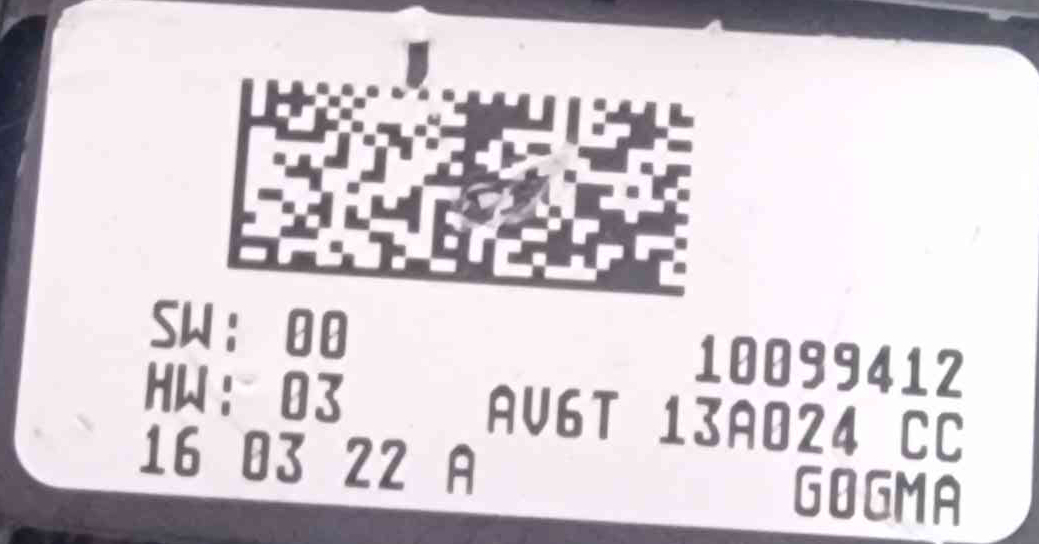 SW: 00
10099412
HW: 03
AV6T 13A024 CC
16 03 22 A
G0GMA